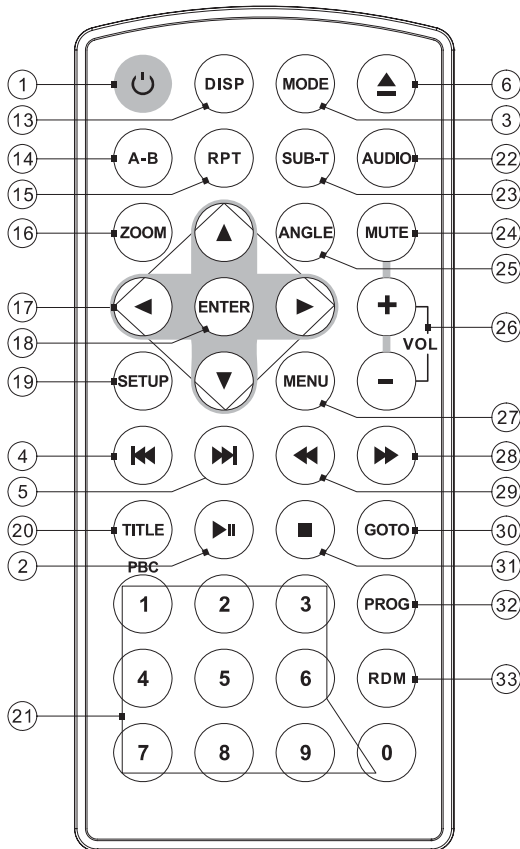 1 6
DISP MODE
13 3
14 A-B RPT SUB-T AUDIO 22
15 23
16 ZOOM ANGLE MUTE 24
25
17 ENTER + 26
18 VOL
19 SETUP MENU -
27
4 28
5 29
20 TITLE GOTO 30
2 31
PBC
1 2 3 PROG 32
4 5 6 RDM 33
21
7 8 9 0